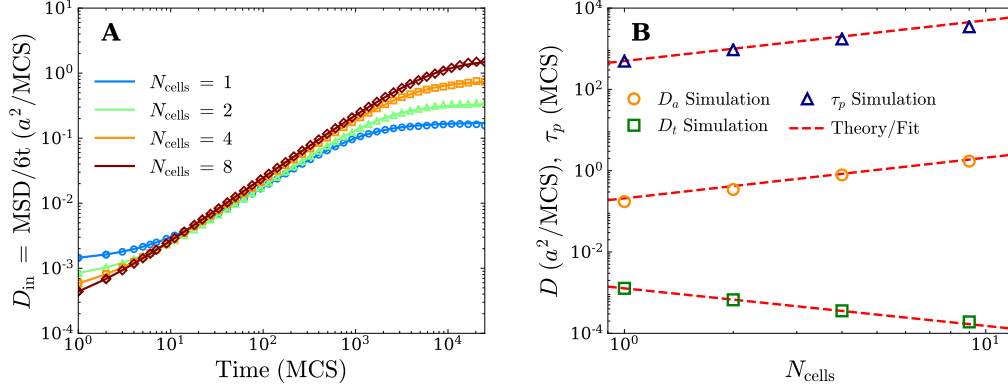 A
D_in = MSD/6t (a²/MCS)
10¹
10⁰
10⁻¹
10⁻²
10⁻³
10⁻⁴
N_cells = 1
N_cells = 2
N_cells = 4
N_cells = 8
10⁰ 10¹ 10² 10³ 10⁴
Time (MCS)
B
D (a²/MCS), τ_p (MCS)
10⁴
10²
10⁰
10⁻²
10⁻⁴
D_a Simulation
D_t Simulation
τ_p Simulation
Theory/Fit
10⁰ 10¹
N_cells